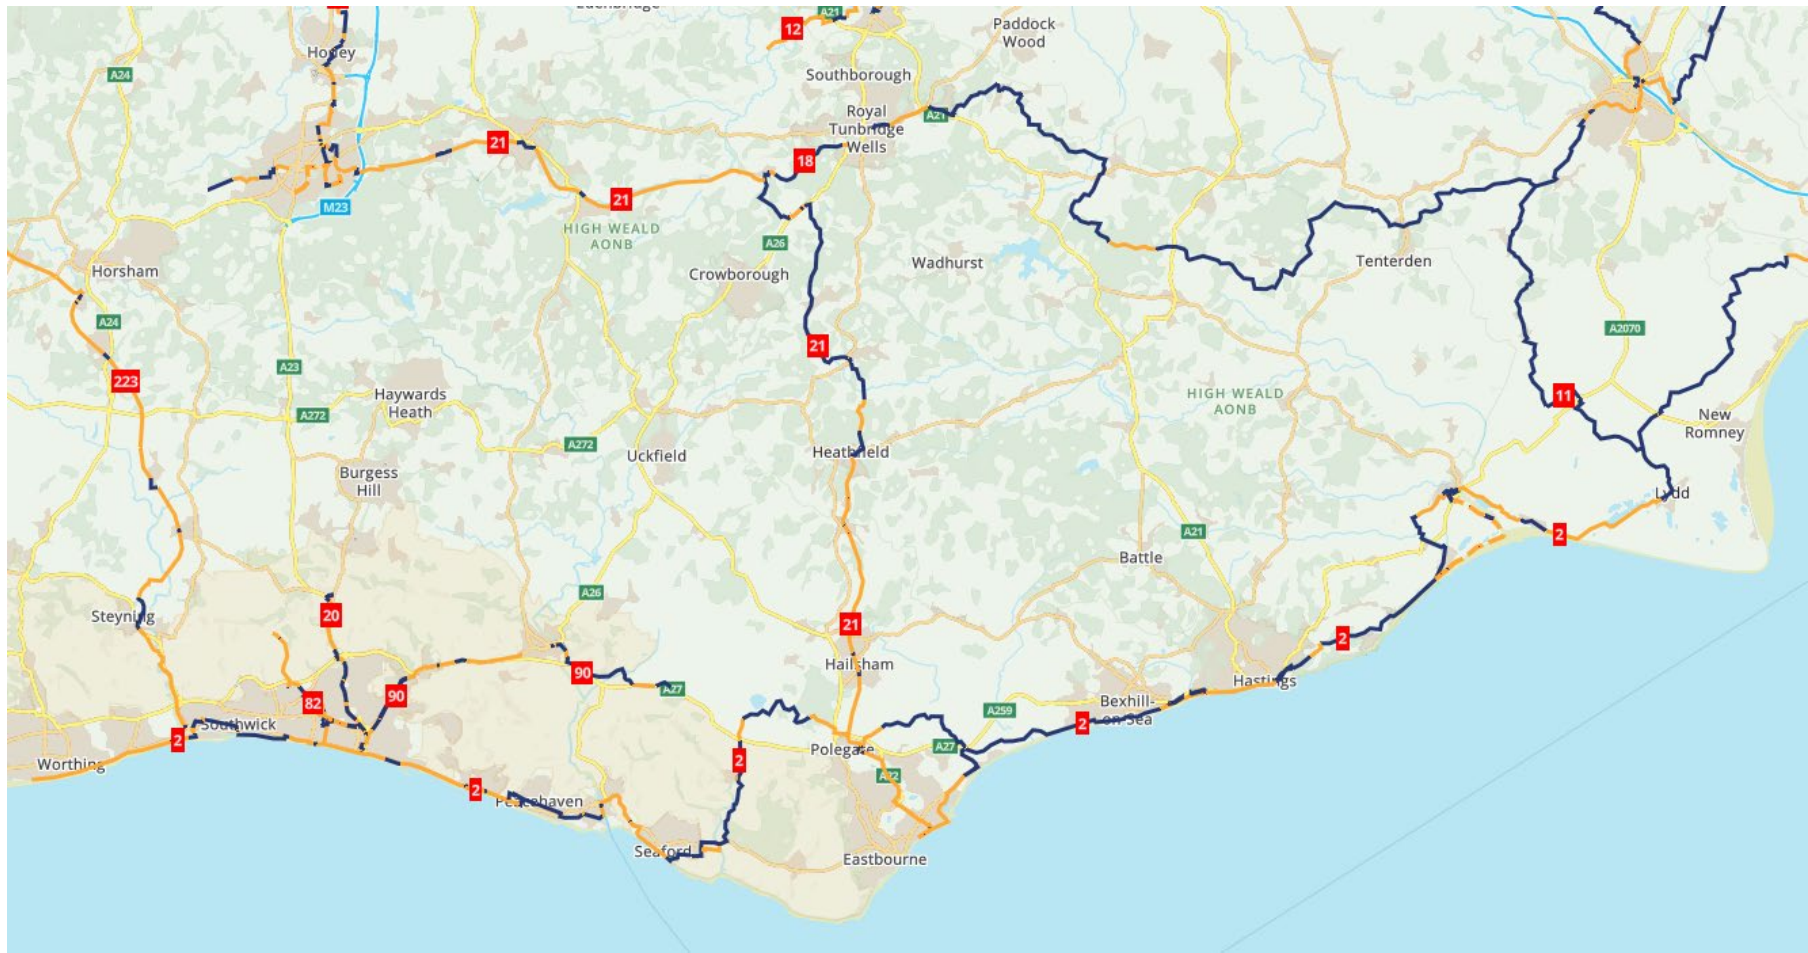 Edenbridge
A21
12
Paddock
Wood
Horley
A24
Southborough
Royal
Tunbridge
Wells
A21
21
18
21
M23
HIGH WEALD
AONB
A26
Crowborough
Wadhurst
Tenterden
Horsham
A24
A2070
21
A23
223
Haywards
Heath
A272
HIGH WEALD
AONB
11
New
Romney
A272
Uckfield
Heathfield
Burgess
Hill
Lydd
A21
2
Battle
A26
Steyning
20
21
2
Hailsham
90
Hastings
A27
90
82
Southwick
Bexhill-
on-Sea
A259
2
2
Polegate
A27
2
Worthing
A22
2
Peacehaven
Seaford
Eastbourne